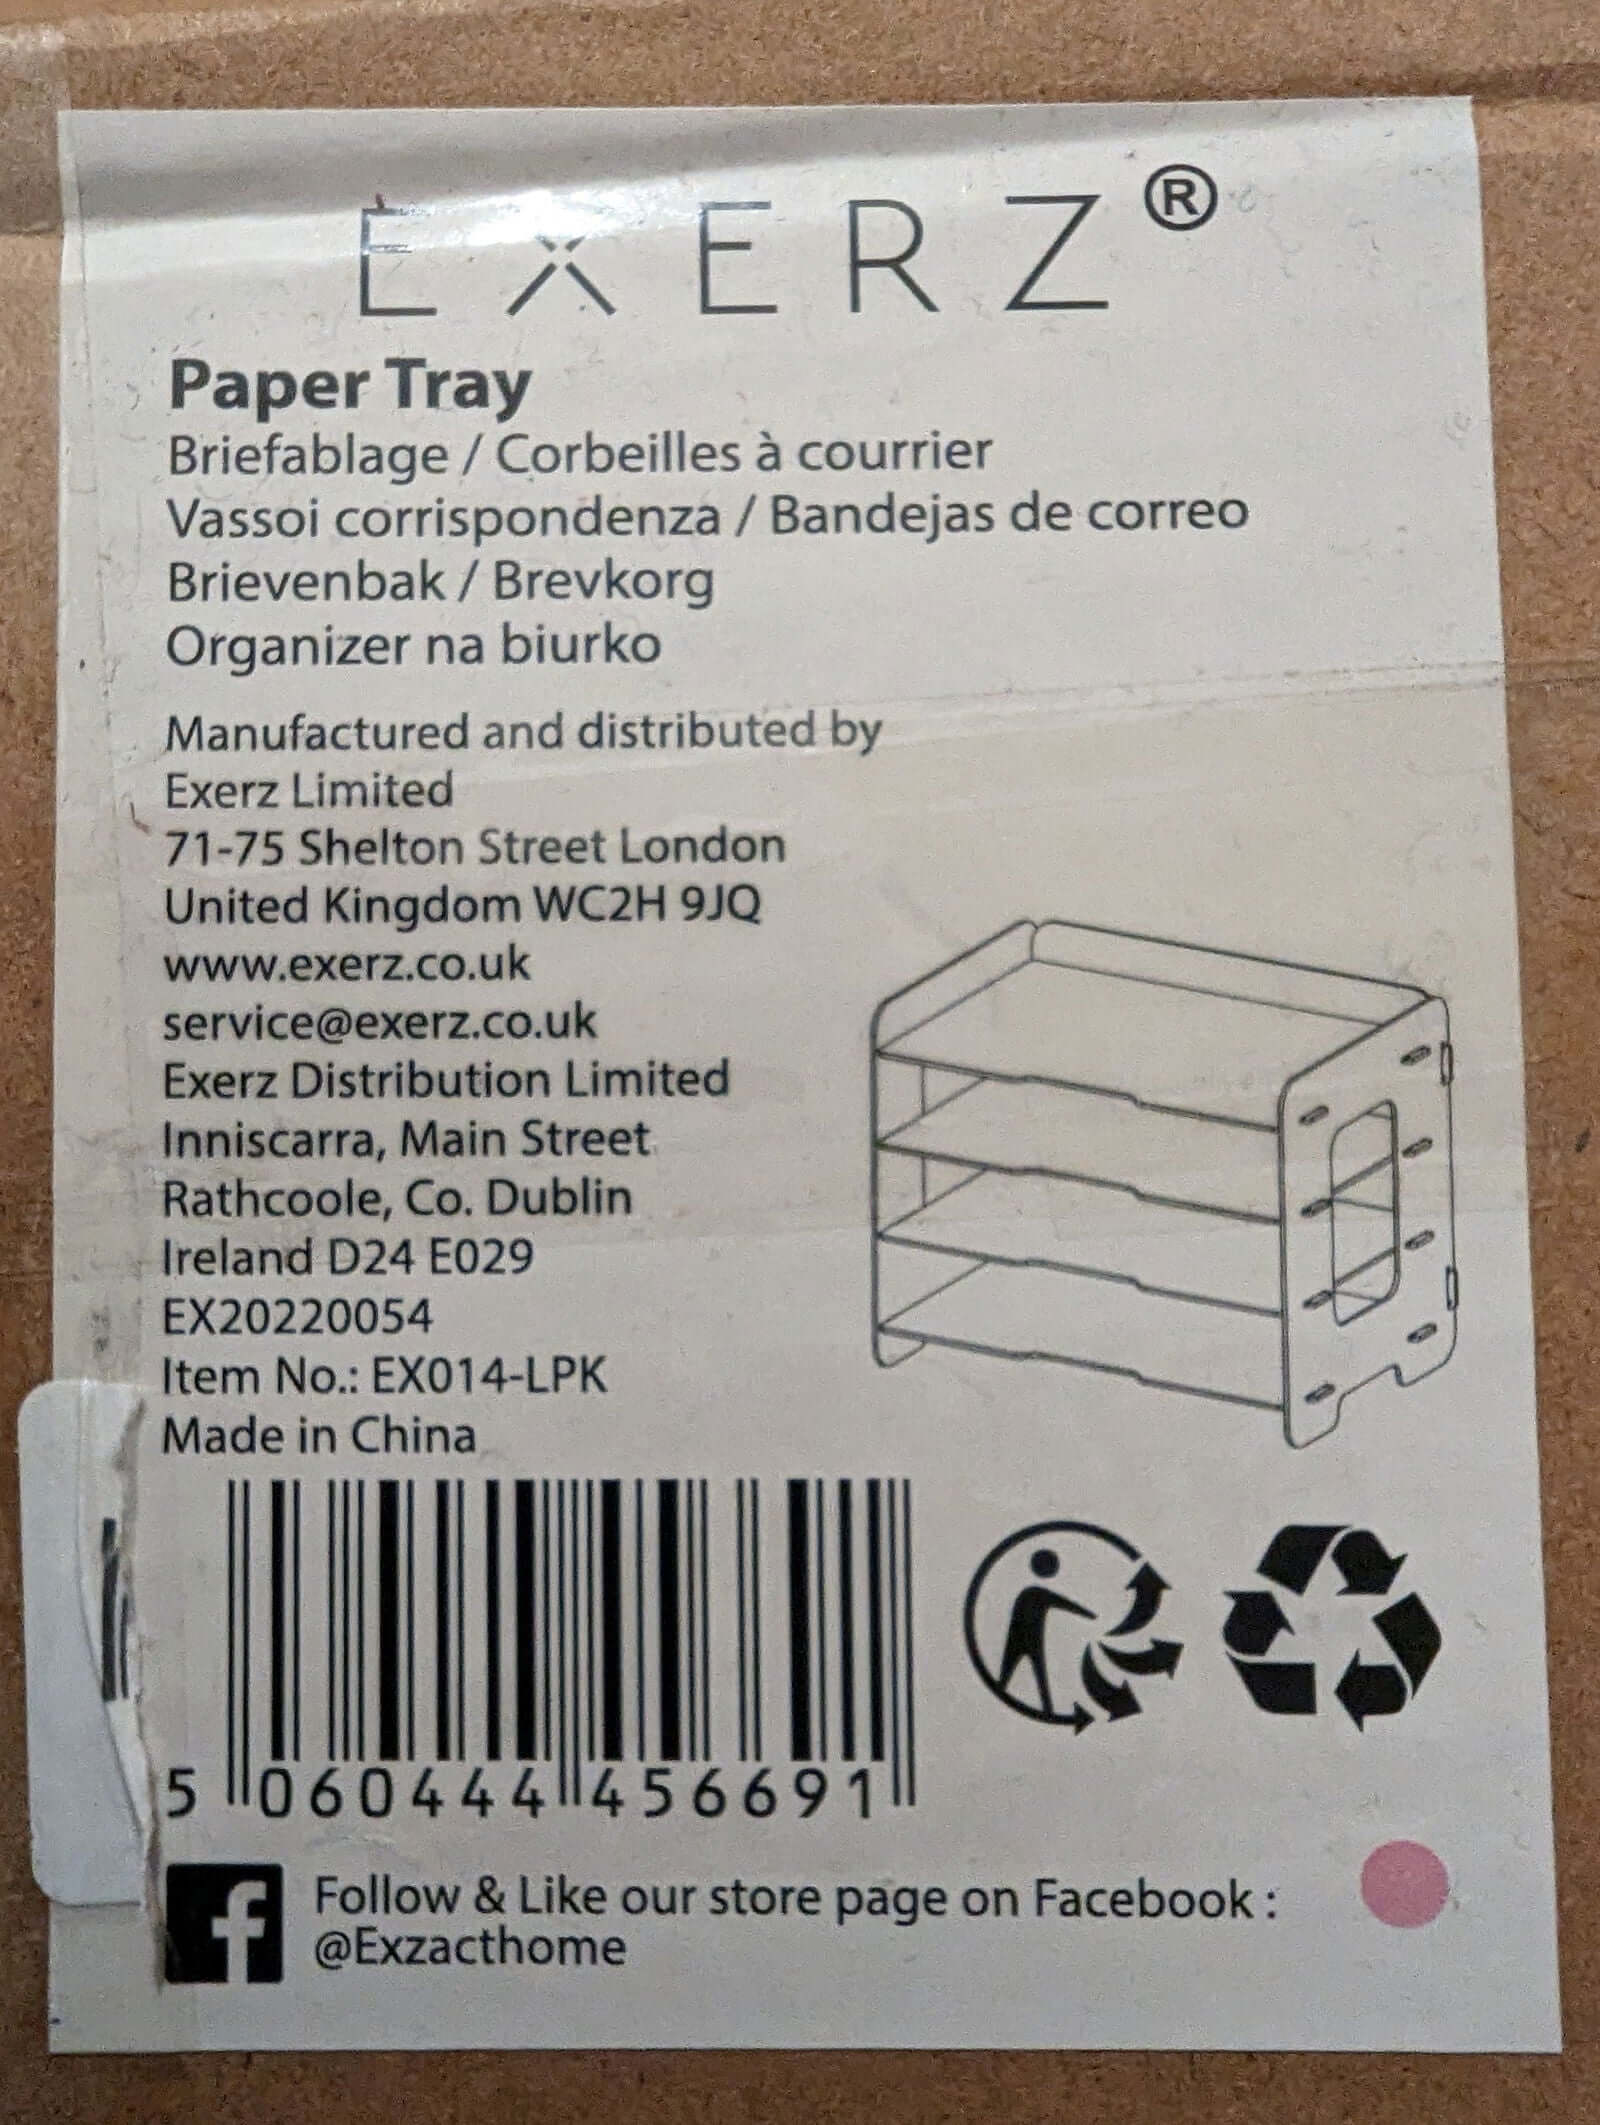 EXERZ®
Paper Tray
Briefablage / Corbeilles à courrier
Vassoi corrispondenza / Bandejas de correo
Brievenbak / Brevkorg
Organizer na biurko
Manufactured and distributed by
Exerz Limited
71-75 Shelton Street London
United Kingdom WC2H 9JQ
www.exerz.co.uk
service@exerz.co.uk
Exerz Distribution Limited
Inniscarra, Main Street
Rathcoole, Co. Dublin
Ireland D24 E029
EX20220054
Item No.: EX014-LPK
Made in China
5 060444 456691
Follow & Like our store page on Facebook :
@Exzacthome